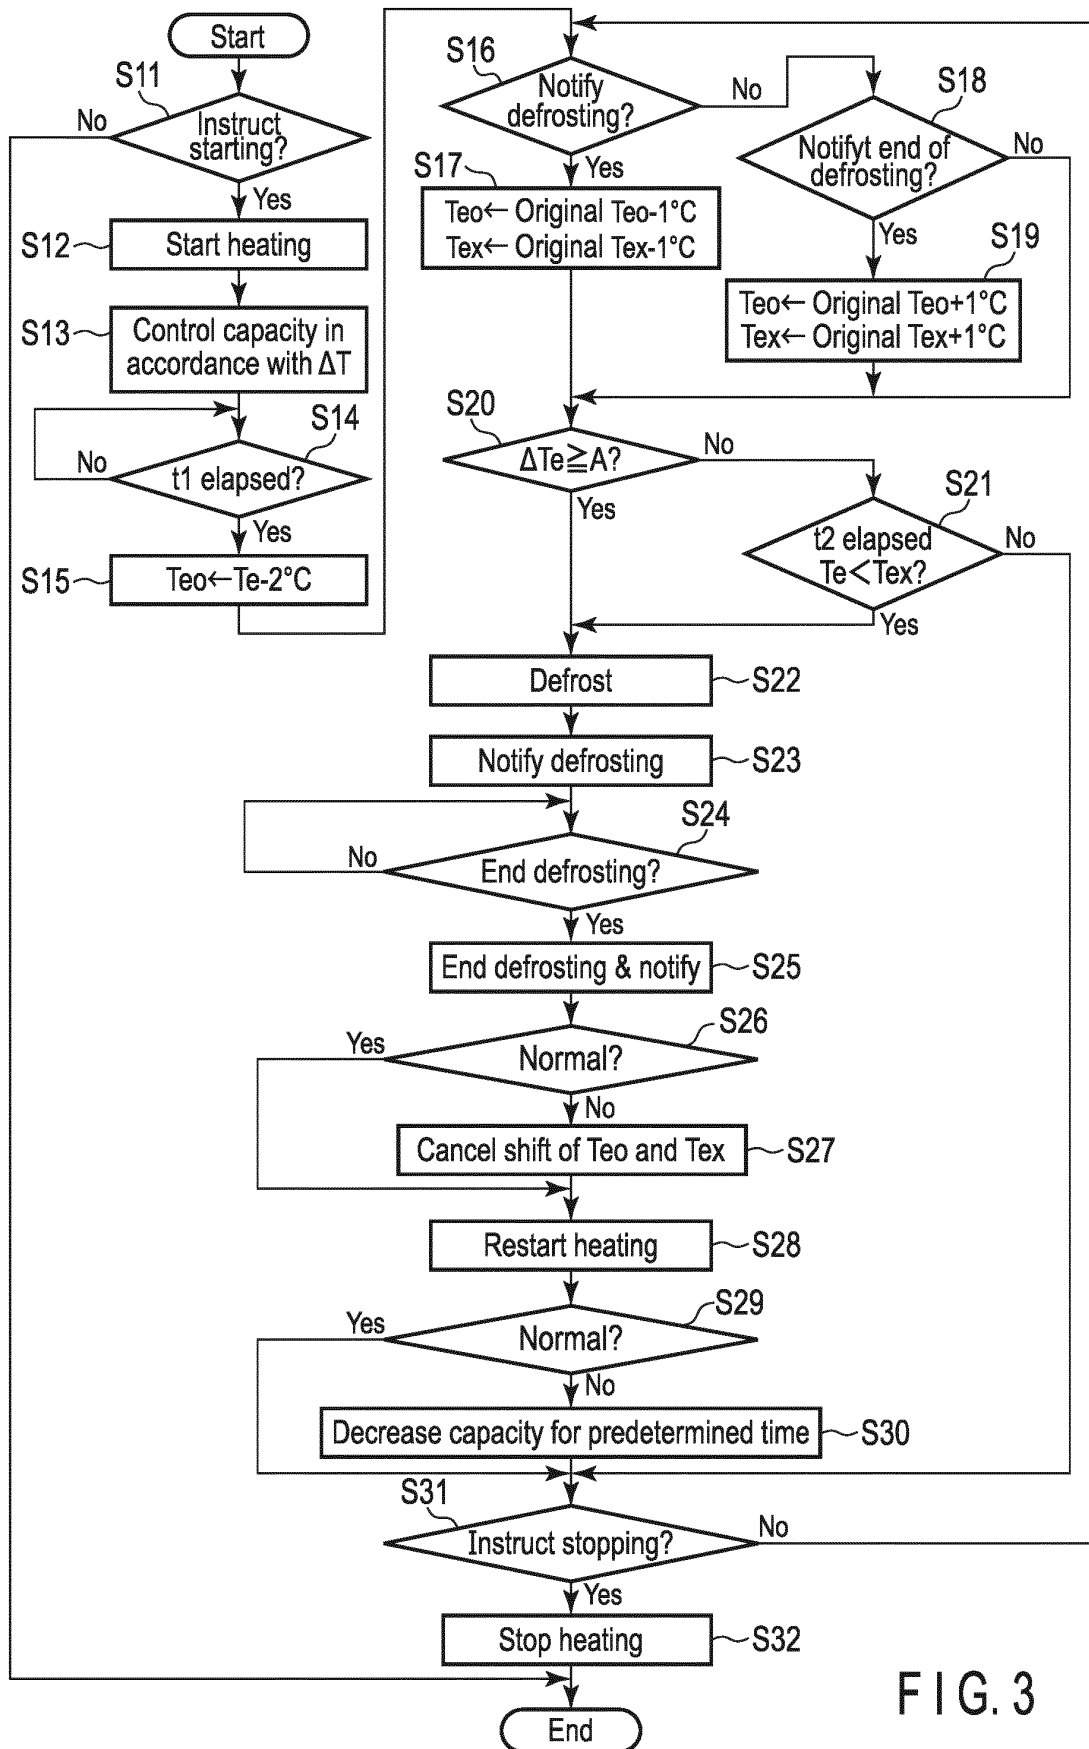 Start
S11
No
Instruct
starting?
Yes
S12
Start heating
S13
Control capacity in
accordance with ΔT
S14
No
t1 elapsed?
Yes
S15
Teo←Te-2°C
S16
Notify
defrosting?
No
Yes
S17
Teo← Original Teo-1°C
Tex← Original Tex-1°C
S18
Notifyt end of
defrosting?
No
Yes
S19
Teo← Original Teo+1°C
Tex← Original Tex+1°C
S20
ΔTe≧A?
No
Yes
S21
t2 elapsed
Te<Tex?
No
Yes
Defrost
S22
Notify defrosting
S23
S24
No
End defrosting?
Yes
End defrosting & notify
S25
S26
Yes
Normal?
No
Cancel shift of Teo and Tex
S27
Restart heating
S28
S29
Yes
Normal?
No
Decrease capacity for predetermined time
S30
S31
Instruct stopping?
No
Yes
Stop heating
S32
End
FIG. 3